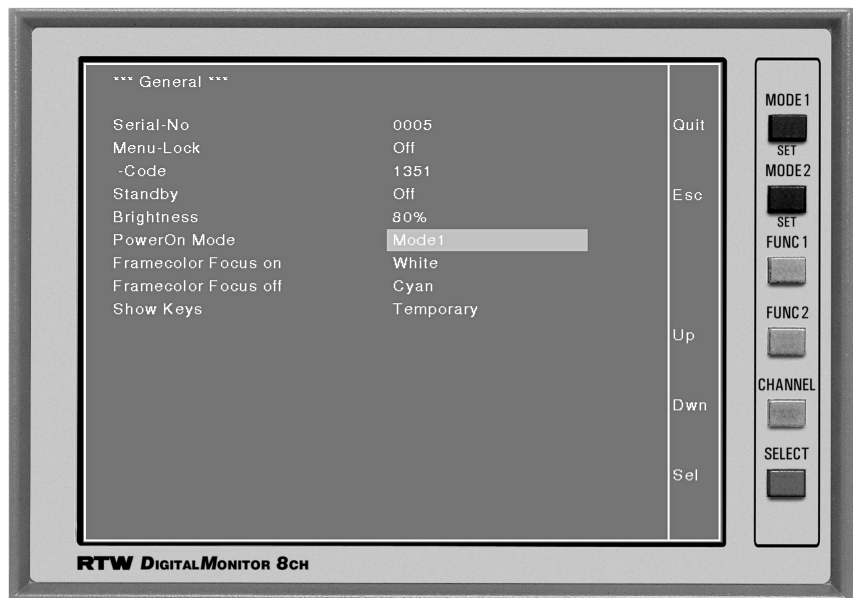 *** General ***
Serial-No 0005
Menu-Lock Off
-Code 1351
Standby Off
Brightness 80%
PowerOn Mode Mode1
Framecolor Focus on White
Framecolor Focus off Cyan
Show Keys Temporary
Quit
Esc
Up
Dwn
Sel
MODE1
SET
MODE2
SET
FUNC1
FUNC2
CHANNEL
SELECT
RTW DIGITALMONITOR 8CH